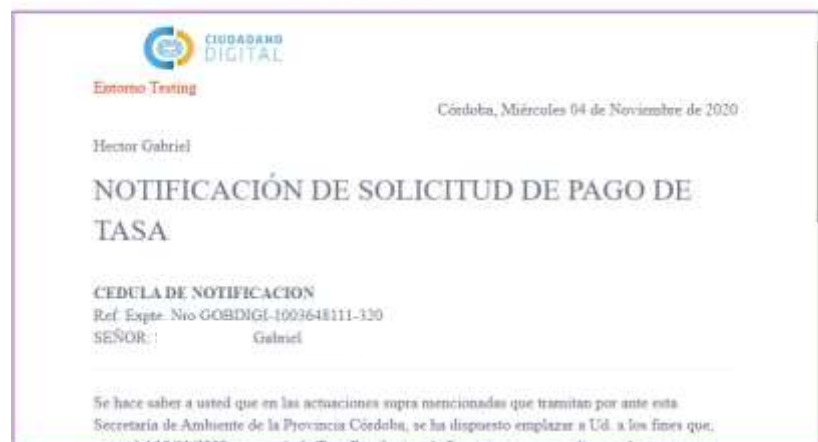 CIUDADANO
DIGITAL
Entorno Testing
Córdoba, Miércoles 04 de Noviembre de 2020
Hector Gabriel
NOTIFICACIÓN DE SOLICITUD DE PAGO DE
TASA
CEDULA DE NOTIFICACION
Ref. Expte. Nro GOBDIGI-1003648111-320
SEÑOR: Gabriel
Se hace saber a usted que en las actuaciones supra mencionadas que tramitan por ante esta
Secretaría de Ambiente de la Provincia Córdoba, se ha dispuesto emplazar a Ud. a los fines que,